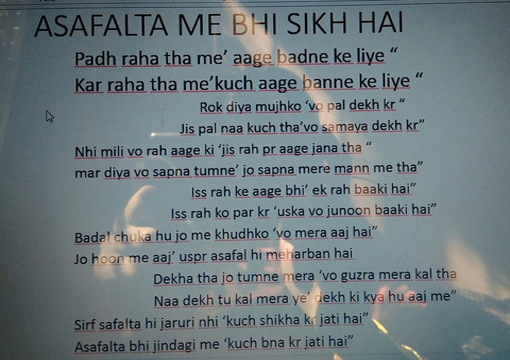 ASAFALTA ME BHI SIKH HAI
Padh raha tha me’ aage badne ke liye “
Kar raha tha me’kuch aage banne ke liye “
Rok diya mujhko ‘vo pal dekh kr “
Jis pal naa kuch tha’vo samaya dekh kr”
Nhi mili vo rah aage ki ‘jis rah pr aage jana tha “
mar diya vo sapna tumne’ jo sapna mere mann me tha”
Iss rah ke aage bhi’ ek rah baaki hai”
Iss rah ko par kr ‘uska vo junoon baaki hai”
Badal chuka hu jo me khudhko ‘vo mera aaj hai”
Jo hoon me aaj’ uspr asafal hi meharban hai
Dekha tha jo tumne mera ‘vo guzra mera kal tha
Naa dekh tu kal mera ye’ dekh ki kya hu aaj me”
Sirf safalta hi jaruri nhi ‘kuch shikha kr jati hai”
Asafalta bhi jindagi me ‘kuch bna kr jati hai”